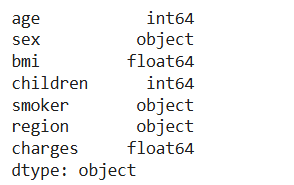 age int64
sex object
bmi float64
children int64
smoker object
region object
charges float64
dtype: object